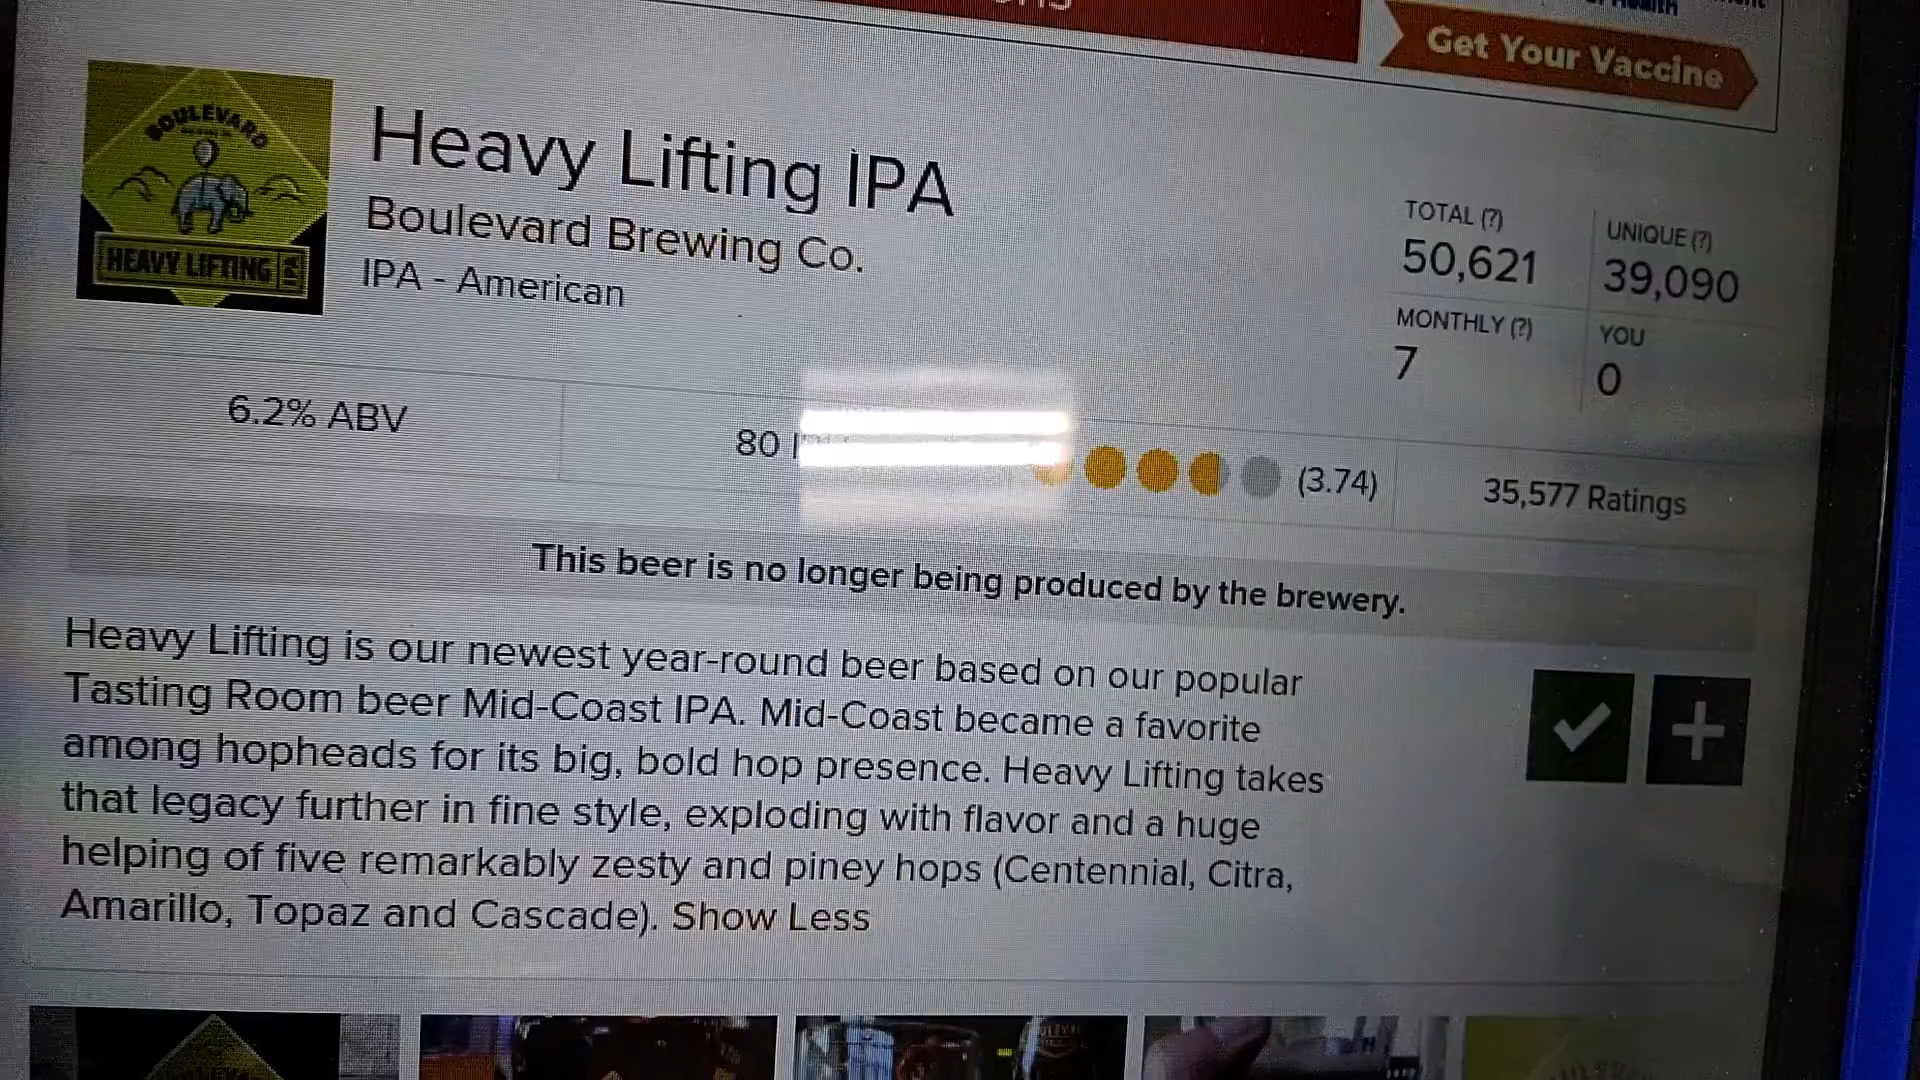 Get Your Vaccine
BOULEVARD
HEAVY LIFTING IPA
Heavy Lifting IPA
Boulevard Brewing Co.
IPA - American
TOTAL (?)
50,621
UNIQUE (?)
39,090
MONTHLY (?)
7
YOU
0
6.2% ABV
80
(3.74)
35,577 Ratings
This beer is no longer being produced by the brewery.
Heavy Lifting is our newest year-round beer based on our popular
Tasting Room beer Mid-Coast IPA. Mid-Coast became a favorite
among hopheads for its big, bold hop presence. Heavy Lifting takes
that legacy further in fine style, exploding with flavor and a huge
helping of five remarkably zesty and piney hops (Centennial, Citra,
Amarillo, Topaz and Cascade). Show Less